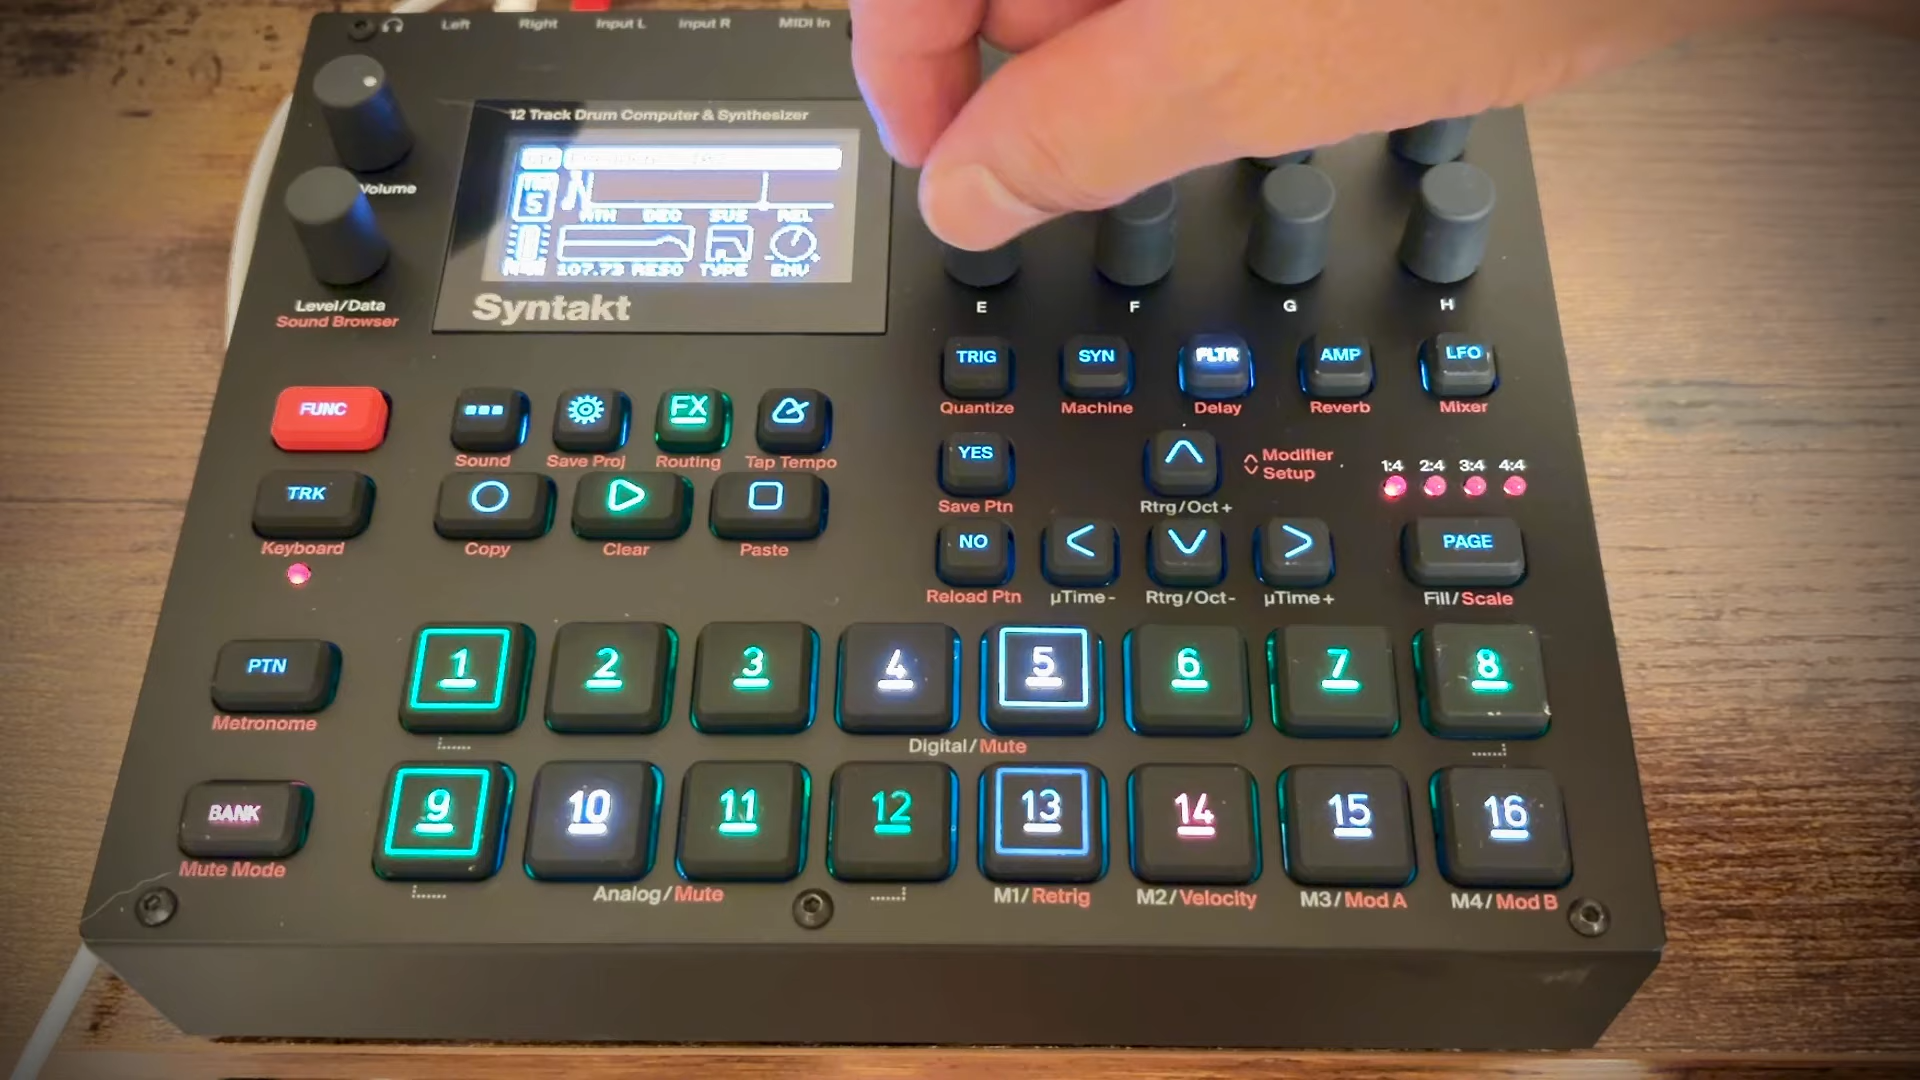 Left Right Input L Input R MIDI In
12 Track Drum Computer & Synthesizer
Volume
5
ATK DEC SUS REL
107.73 RESO TYPE ENV
Syntakt
Level/Data
Sound Browser
E F G H
TRIG SYN FLTR AMP LFO
Quantize Machine Delay Reverb Mixer
FUNC FX
Sound Save Proj Routing Tap Tempo
YES
Modifier
Setup
1:4 2:4 3:4 4:4
Save Ptn Rtrg/Oct+
TRK
Keyboard Copy Clear Paste
NO PAGE
Reload Ptn µTime- Rtrg/Oct- µTime+ Fill/Scale
PTN 1 2 3 4 5 6 7 8
Metronome
Digital/Mute
BANK 9 10 11 12 13 14 15 16
Mute Mode
Analog/Mute M1/Retrig M2/Velocity M3/Mod A M4/Mod B